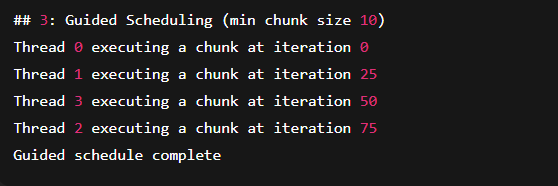 ## 3: Guided Scheduling (min chunk size 10)
Thread 0 executing a chunk at iteration 0
Thread 1 executing a chunk at iteration 25
Thread 3 executing a chunk at iteration 50
Thread 2 executing a chunk at iteration 75
Guided schedule complete